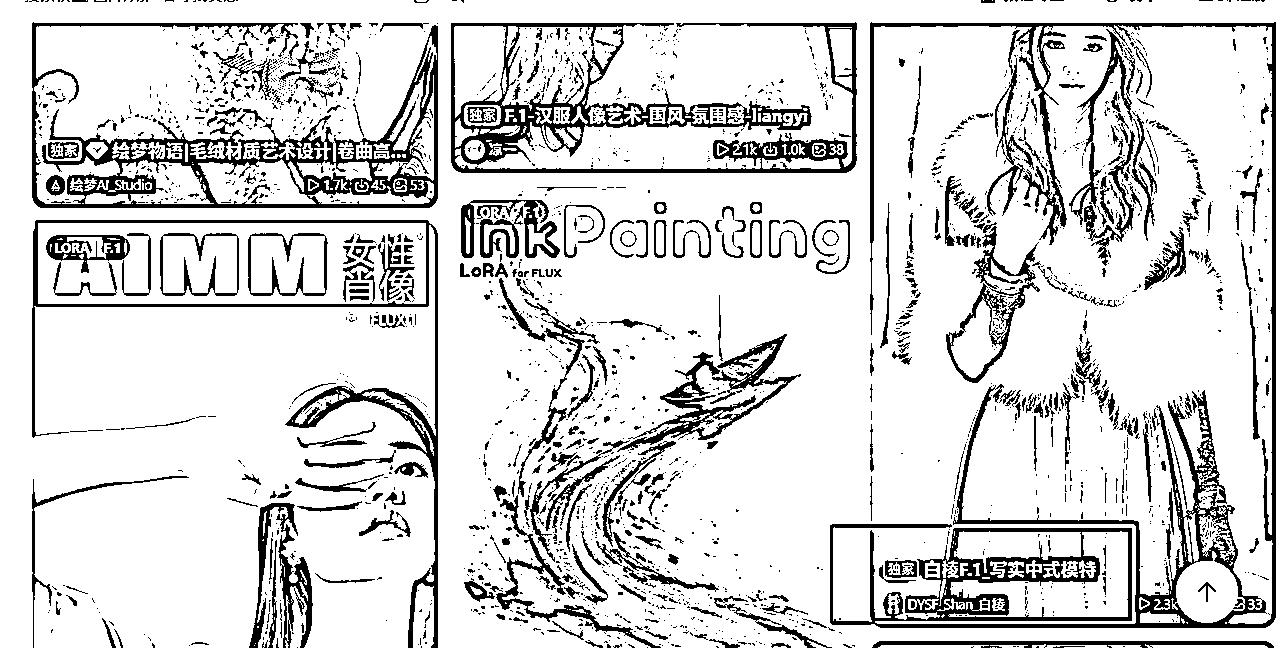 独家 绘梦物语|毛绒材质艺术设计|卷曲高...
绘梦AI_Studio 1.7k 45 53
LORA F.1
AIMM 女性肖像
FLUX.1
独家 F.1-汉服人像艺术-国风-氛围感-liangyi
凉一 2.1k 1.0k 38
LORA F.1
InkPainting
LoRA for FLUX
独家 白棱F.1_写实中式模特
DYSF_Shan_白棱 2.3k 33